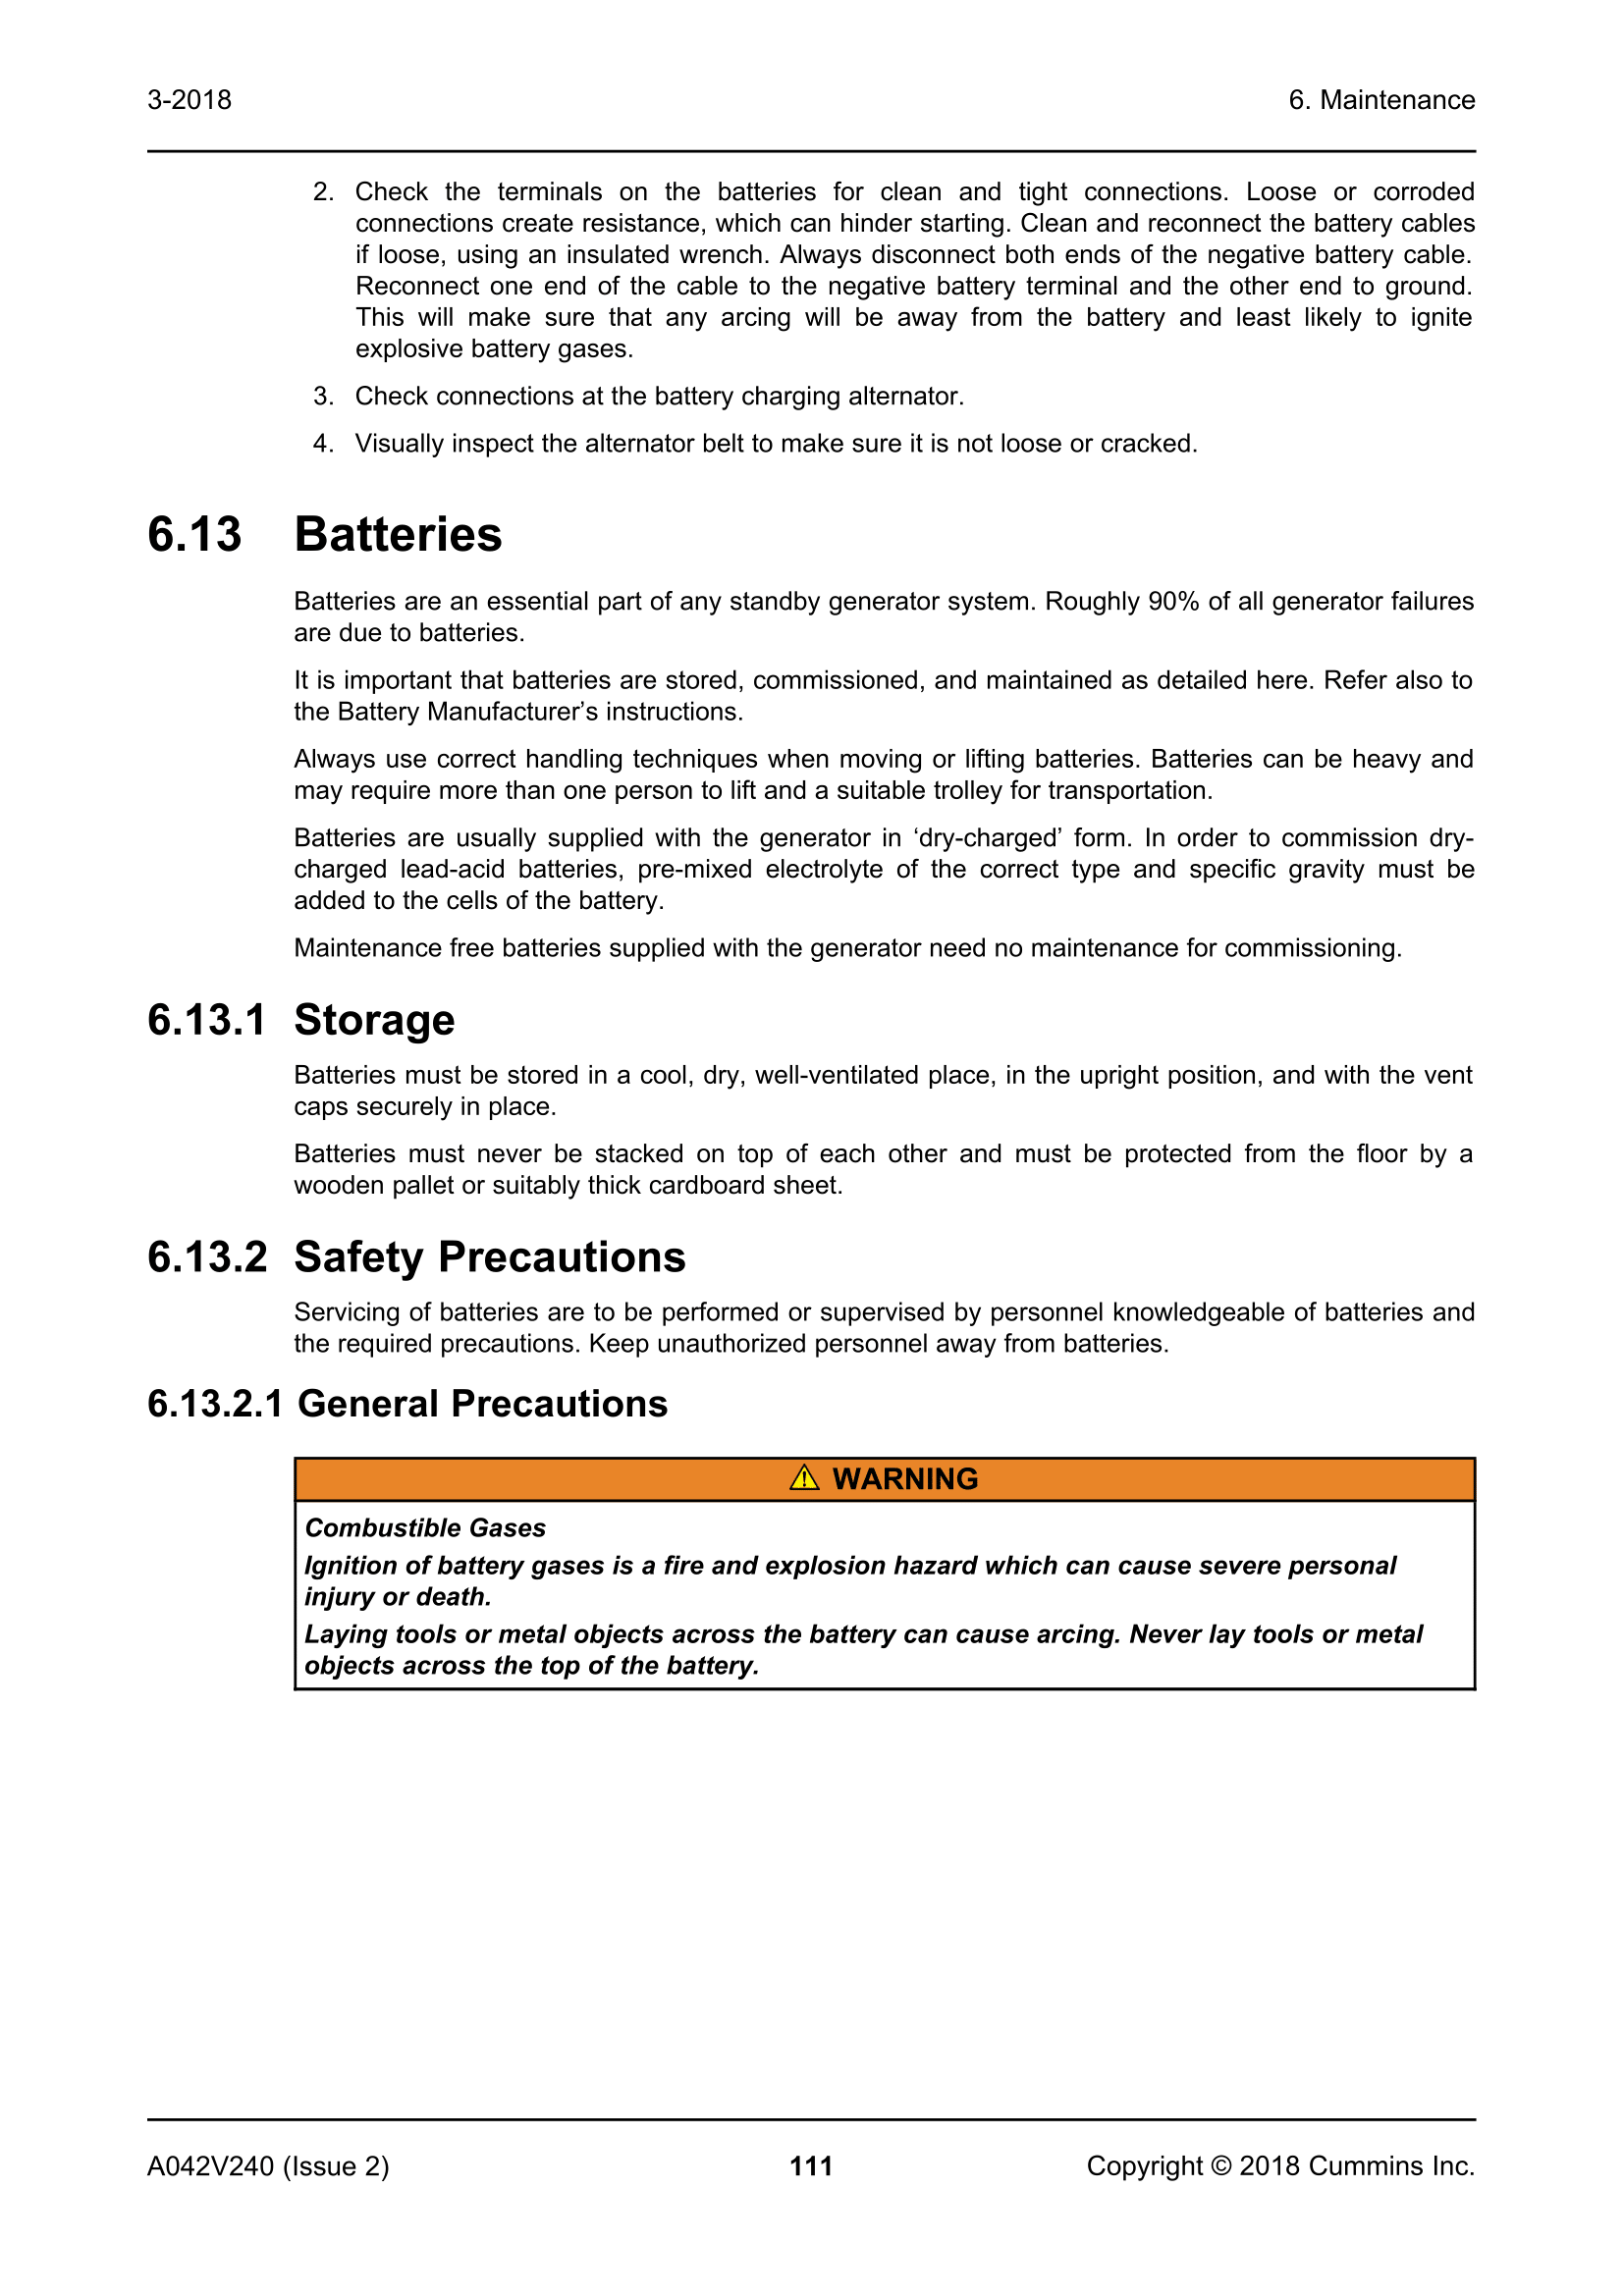 3-2018
6. Maintenance
2. Check the terminals on the batteries for clean and tight connections. Loose or corroded
connections create resistance, which can hinder starting. Clean and reconnect the battery cables
if loose, using an insulated wrench. Always disconnect both ends of the negative battery cable.
Reconnect one end of the cable to the negative battery terminal and the other end to ground.
This will make sure that any arcing will be away from the battery and least likely to ignite
explosive battery gases.
3. Check connections at the battery charging alternator.
4. Visually inspect the alternator belt to make sure it is not loose or cracked.
6.13 Batteries
Batteries are an essential part of any standby generator system. Roughly 90% of all generator failures
are due to batteries.
It is important that batteries are stored, commissioned, and maintained as detailed here. Refer also to
the Battery Manufacturer’s instructions.
Always use correct handling techniques when moving or lifting batteries. Batteries can be heavy and
may require more than one person to lift and a suitable trolley for transportation.
Batteries are usually supplied with the generator in ‘dry-charged’ form. In order to commission dry-
charged lead-acid batteries, pre-mixed electrolyte of the correct type and specific gravity must be
added to the cells of the battery.
Maintenance free batteries supplied with the generator need no maintenance for commissioning.
6.13.1 Storage
Batteries must be stored in a cool, dry, well-ventilated place, in the upright position, and with the vent
caps securely in place.
Batteries must never be stacked on top of each other and must be protected from the floor by a
wooden pallet or suitably thick cardboard sheet.
6.13.2 Safety Precautions
Servicing of batteries are to be performed or supervised by personnel knowledgeable of batteries and
the required precautions. Keep unauthorized personnel away from batteries.
6.13.2.1 General Precautions
WARNING
Combustible Gases
Ignition of battery gases is a fire and explosion hazard which can cause severe personal
injury or death.
Laying tools or metal objects across the battery can cause arcing. Never lay tools or metal
objects across the top of the battery.
A042V240 (Issue 2)
111
Copyright © 2018 Cummins Inc.